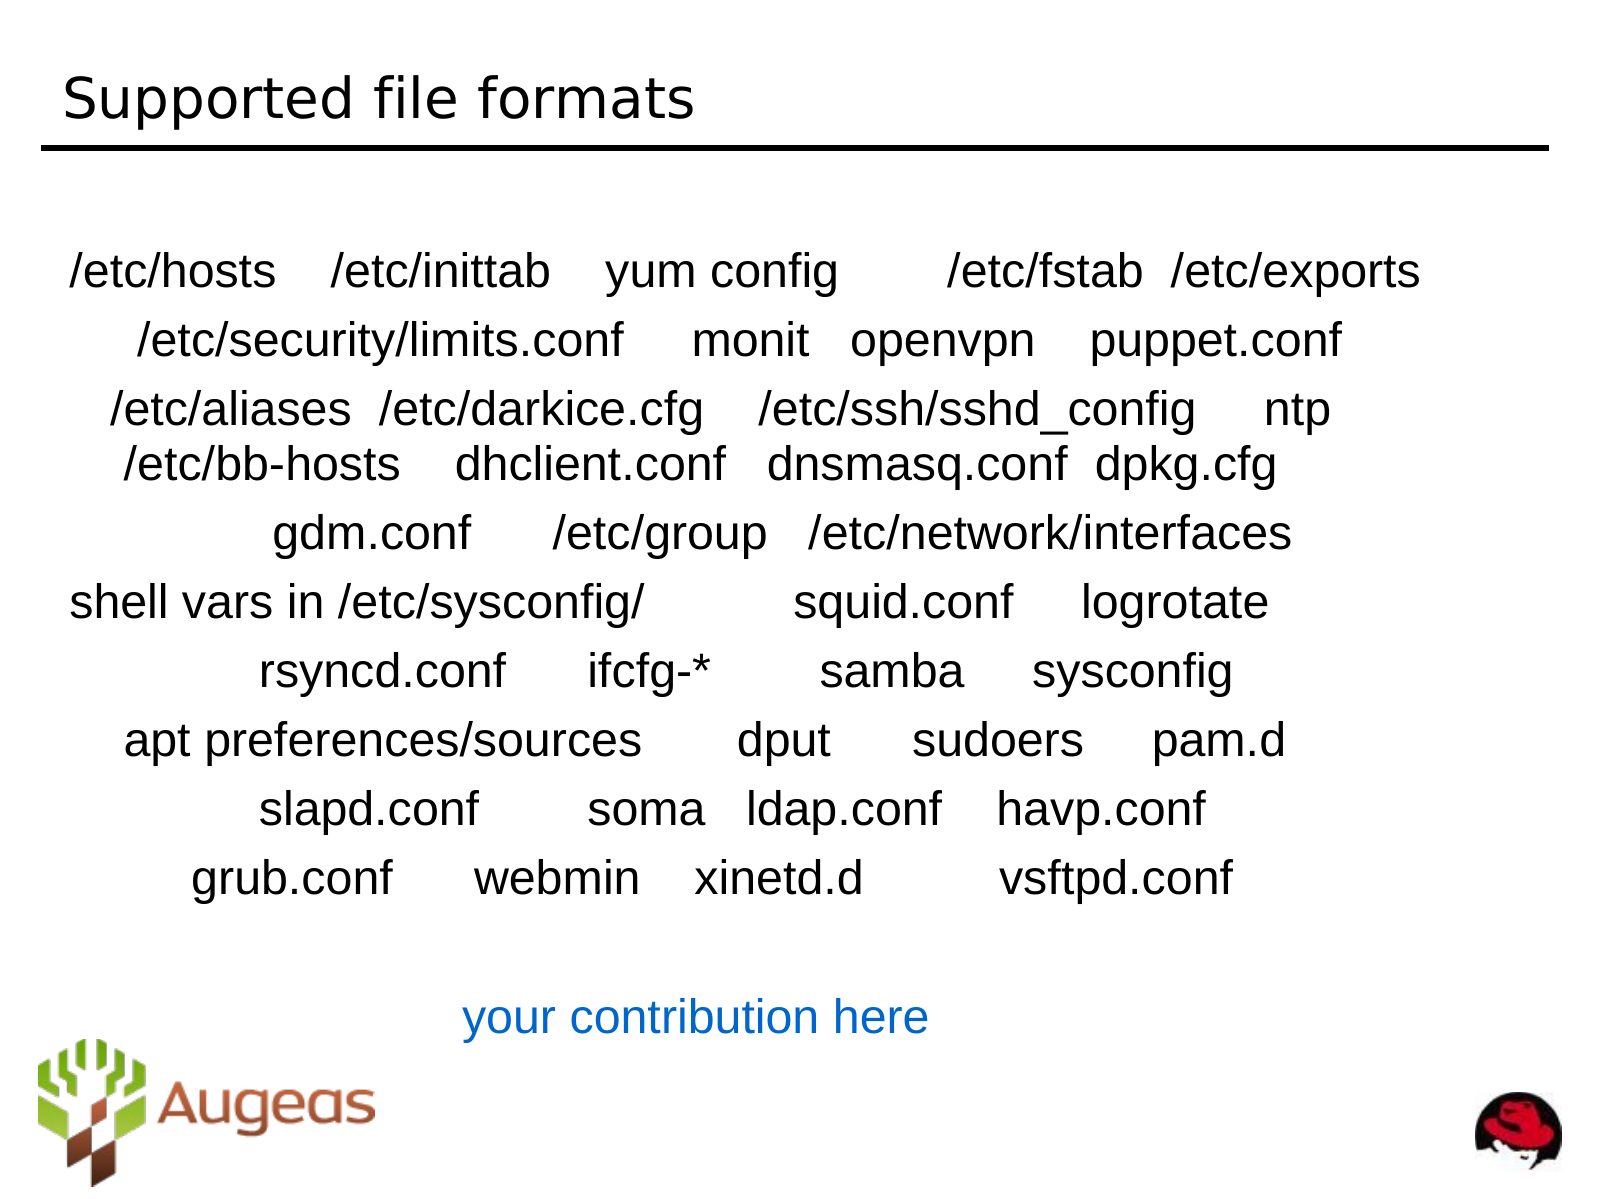 Supported file formats
/etc/hosts /etc/inittab yum config /etc/fstab /etc/exports
/etc/security/limits.conf monit openvpn puppet.conf
/etc/aliases /etc/darkice.cfg /etc/ssh/sshd_config ntp
/etc/bb-hosts dhclient.conf dnsmasq.conf dpkg.cfg
gdm.conf /etc/group /etc/network/interfaces
shell vars in /etc/sysconfig/ squid.conf logrotate
rsyncd.conf ifcfg-* samba sysconfig
apt preferences/sources dput sudoers pam.d
slapd.conf soma ldap.conf havp.conf
grub.conf webmin xinetd.d vsftpd.conf
your contribution here
Augeas